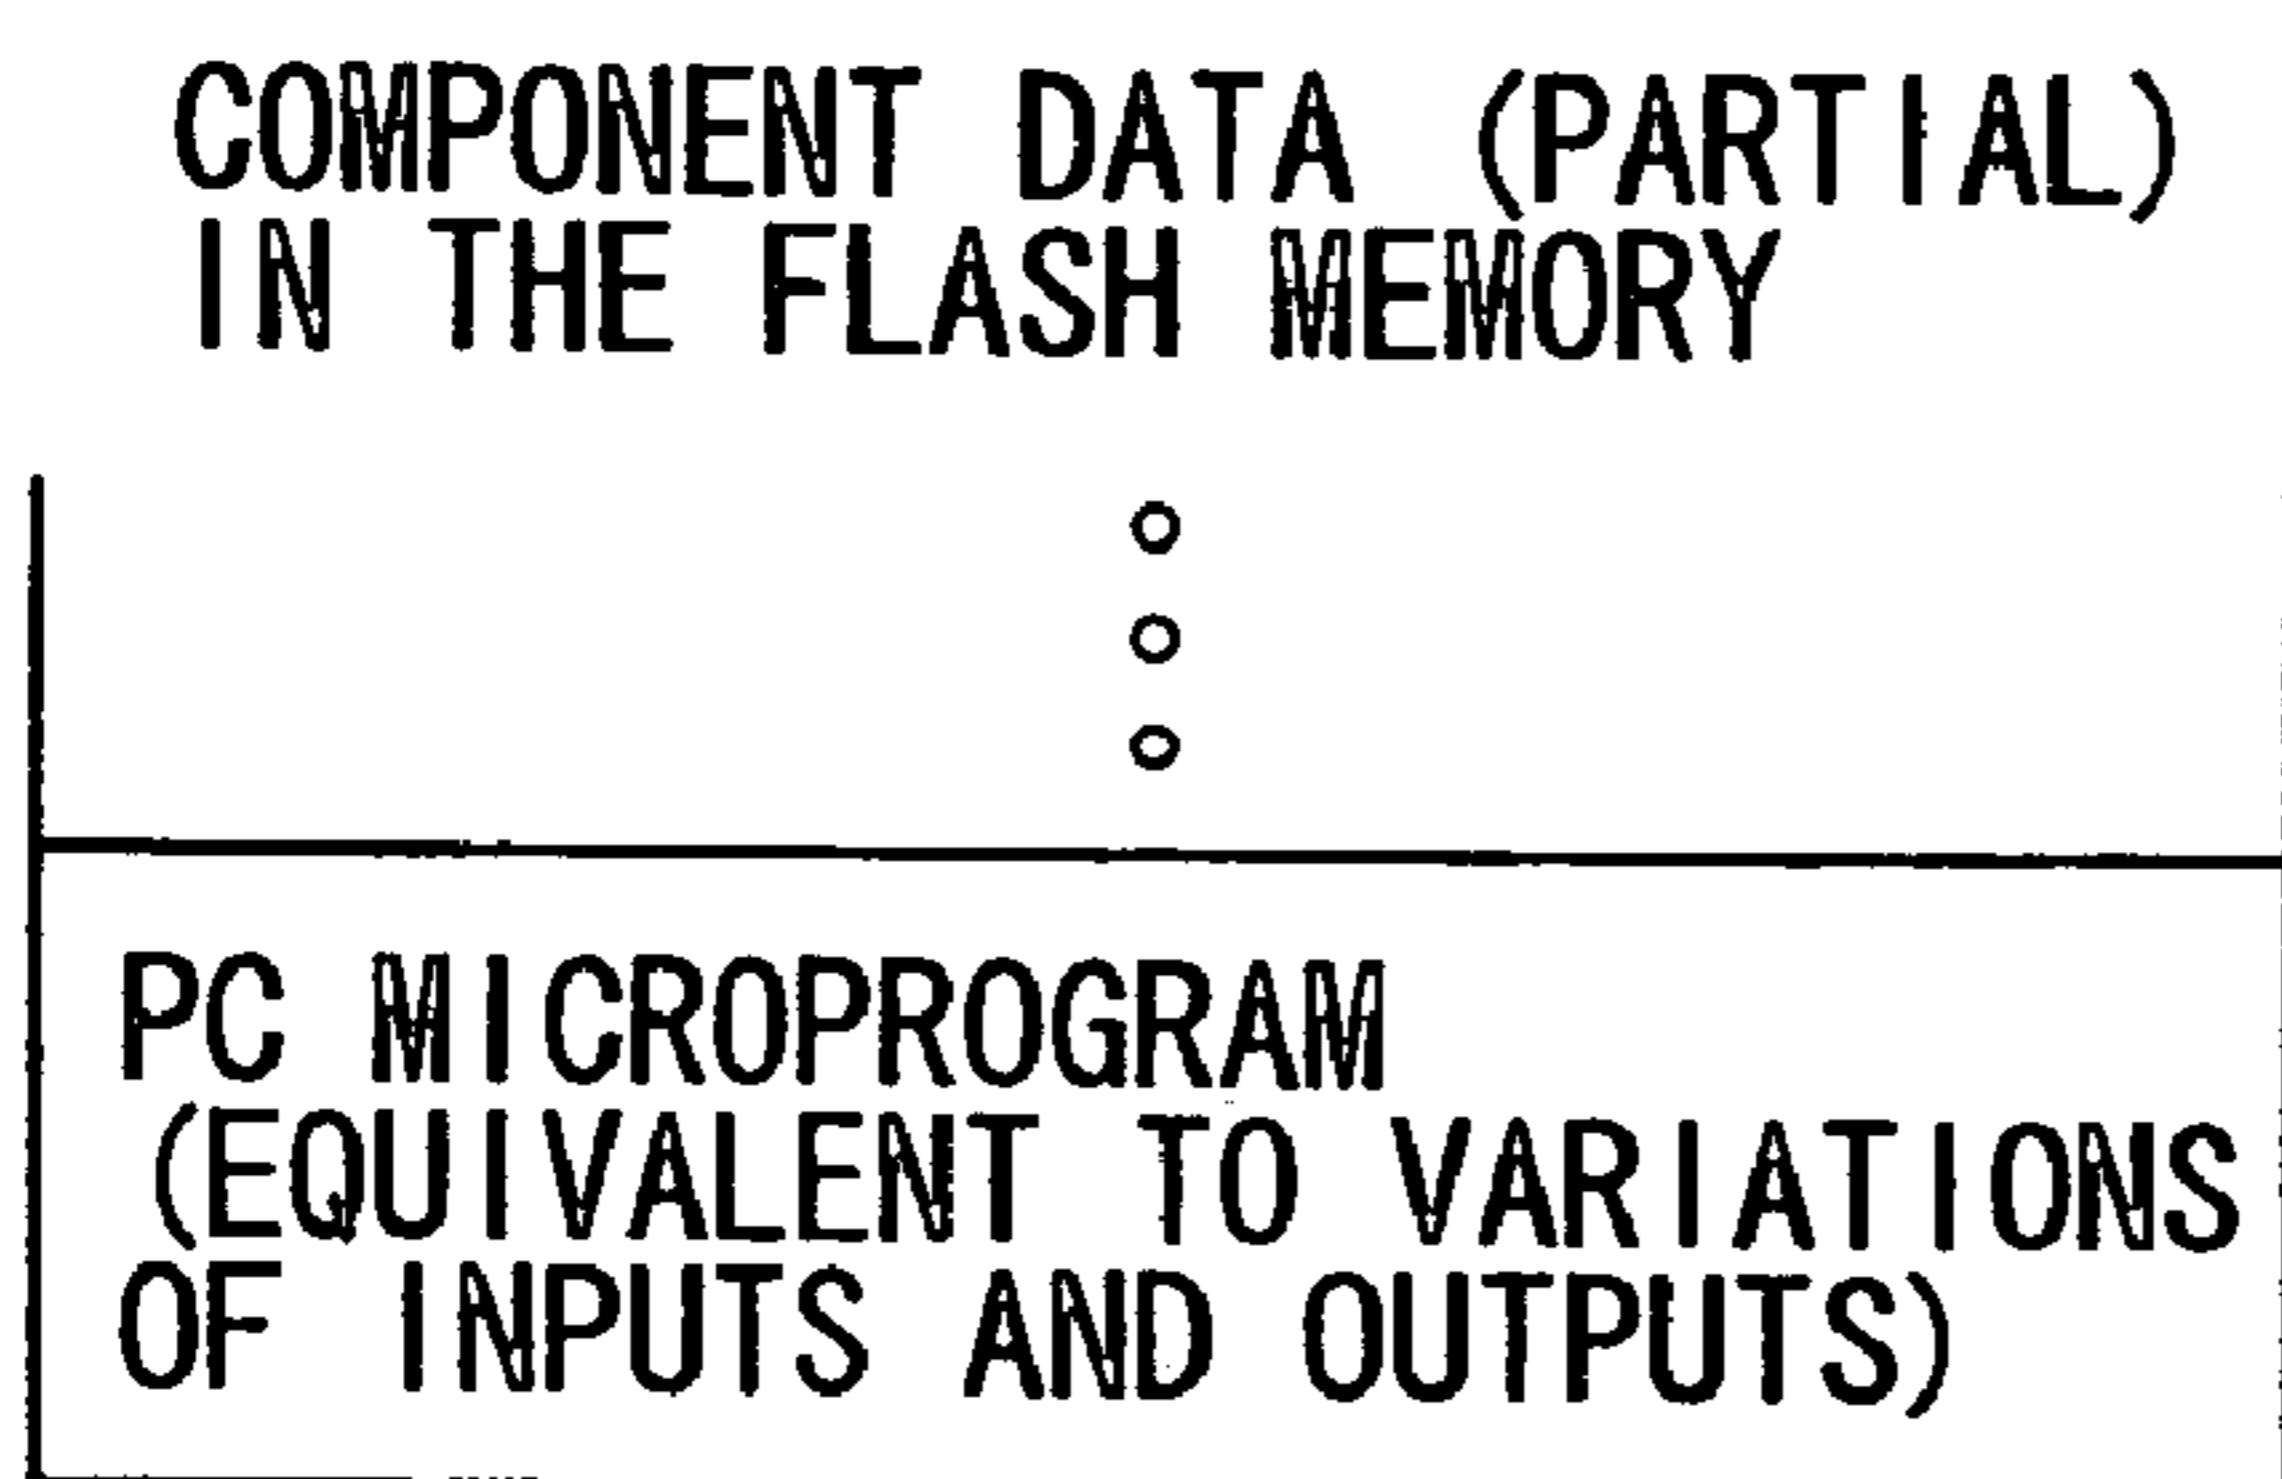 COMPONENT DATA (PARTIAL)
IN THE FLASH MEMORY
PC MICROPROGRAM
(EQUIVALENT TO VARIATIONS
OF INPUTS AND OUTPUTS)